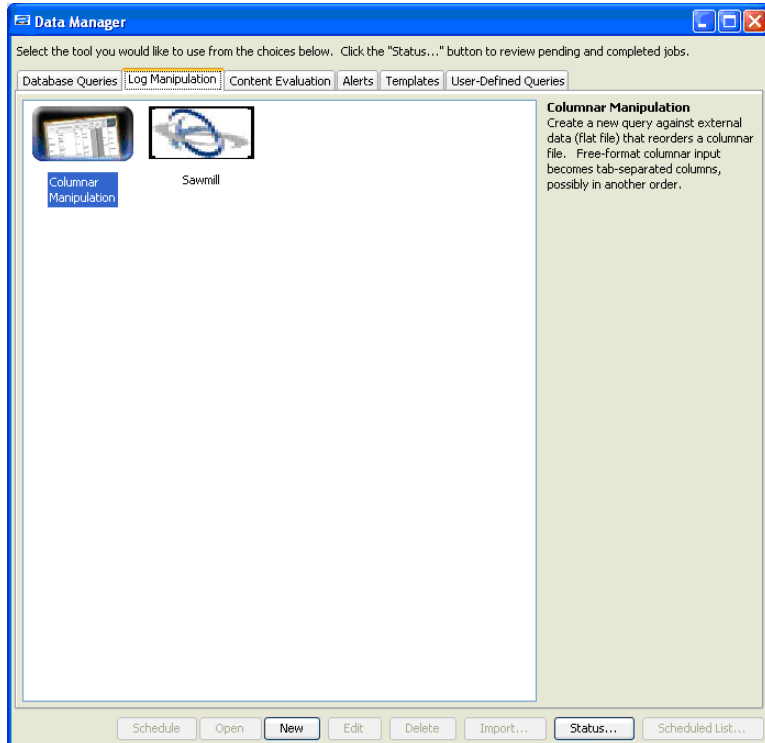 Data Manager
Select the tool you would like to use from the choices below.  Click the "Status..." button to review pending and completed jobs.
Database Queries Log Manipulation Content Evaluation Alerts Templates User-Defined Queries
Columnar
Manipulation
Sawmill
Columnar Manipulation
Create a new query against external
data (flat file) that reorders a columnar
file.   Free-format columnar input
becomes tab-separated columns,
possibly in another order.
Schedule Open New Edit Delete Import... Status... Scheduled List...